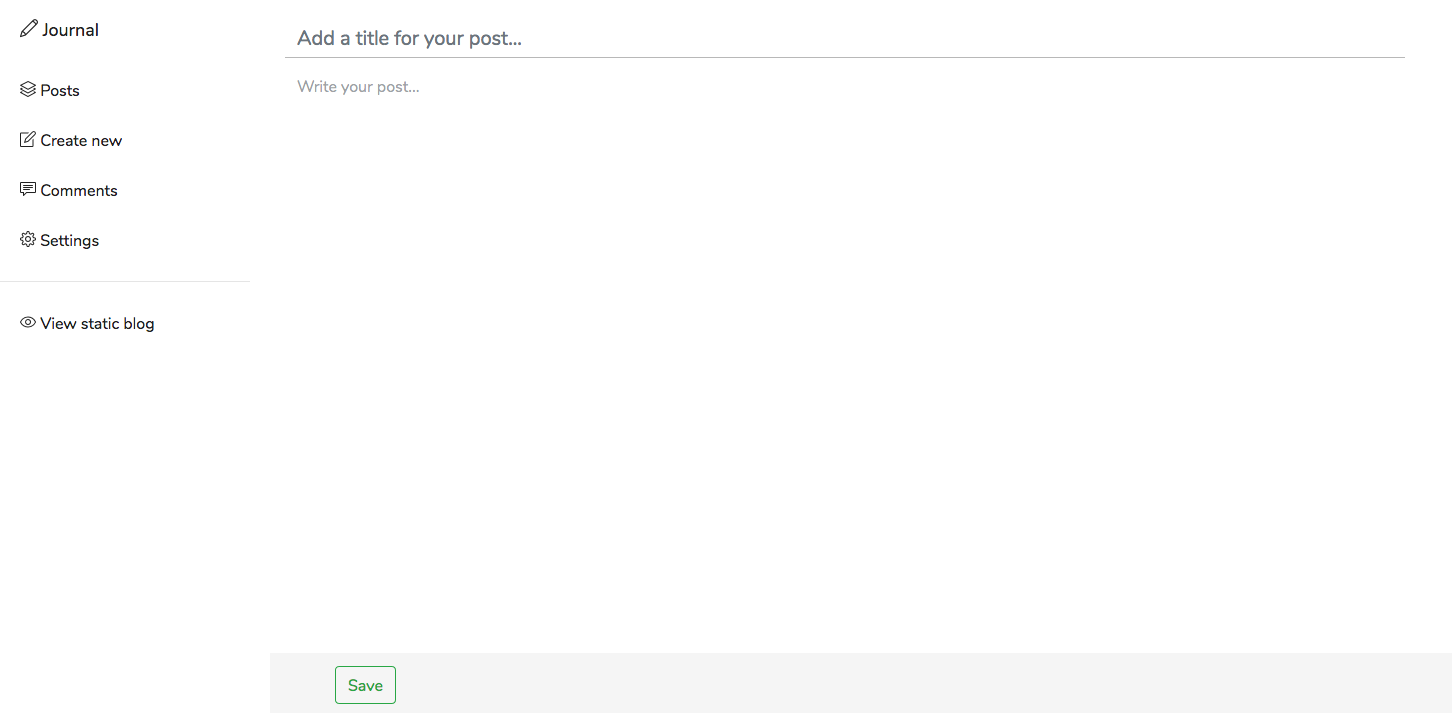 Journal
Posts
Create new
Comments
Settings
View static blog
Add a title for your post...
Write your post...
Save